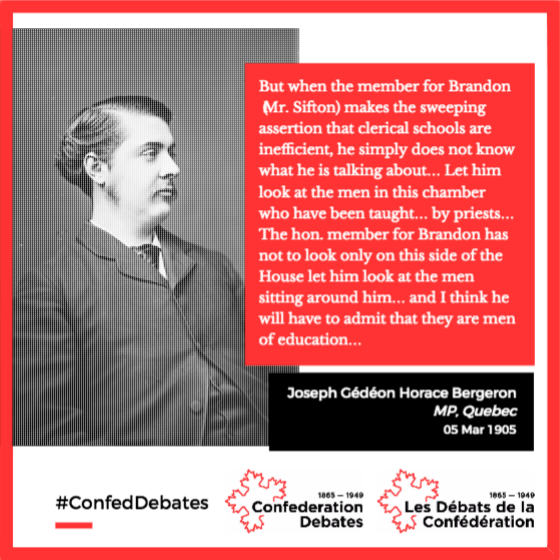 But when the member for Brandon
(Mr. Sifton) makes the sweeping
assertion that clerical schools are
inefficient, he simply does not know
what he is talking about... Let him
look at the men in this chamber
who have been taught... by priests...
The hon. member for Brandon has
not to look only on this side of the
House let him look at the men
sitting around him... and I think he
will have to admit that they are men
of education...
Joseph Gédéon Horace Bergeron
MP, Quebec
05 Mar 1905
#ConfedDebates
1865 — 1949
Confederation
Debates
1865 — 1949
Les Débats de la
Confédération